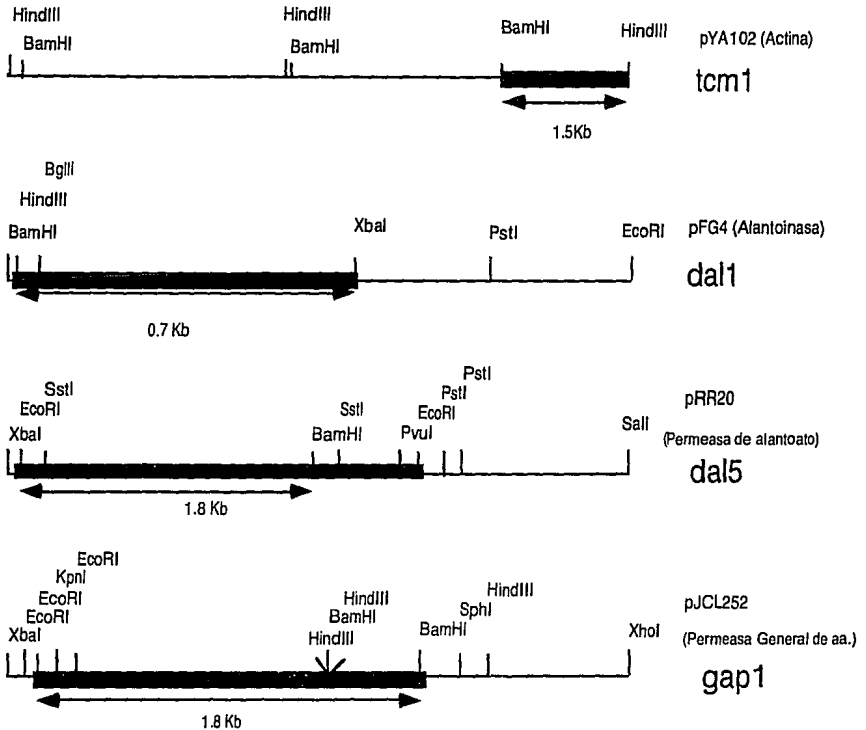 HindIII
BamHI
HindIII
BamHI
BamHI
HindIII
pYA102 (Actina)
tcm1
1.5Kb
BglII
HindIII
BamHI
XbaI
PstI
EcoRI
pFG4 (Alantoinasa)
dal1
0.7 Kb
SstI
EcoRI
XbaI
SstI
BamHI
PstI
PstI
EcoRI
PvuI
SalI
pRR20
(Permeasa de alantoato)
dal5
1.8 Kb
EcoRI
KpnI
EcoRI
EcoRI
XbaI
HindIII
BamHI
HindIII
HindIII
SphI
BamHI
XhoI
pJCL252
(Permeasa General de aa.)
gap1
1.8 Kb